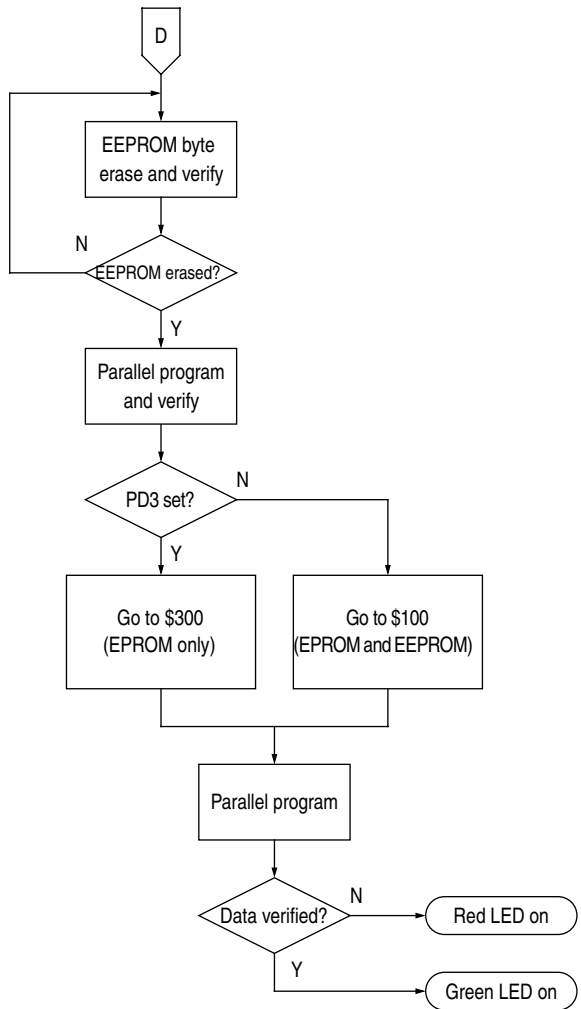 D
EEPROM byte
erase and verify
N
EEPROM erased?
Y
Parallel program
and verify
N
PD3 set?
Y
Go to $300
(EPROM only)
Go to $100
(EPROM and EEPROM)
Parallel program
N
Data verified?
Red LED on
Y
Green LED on